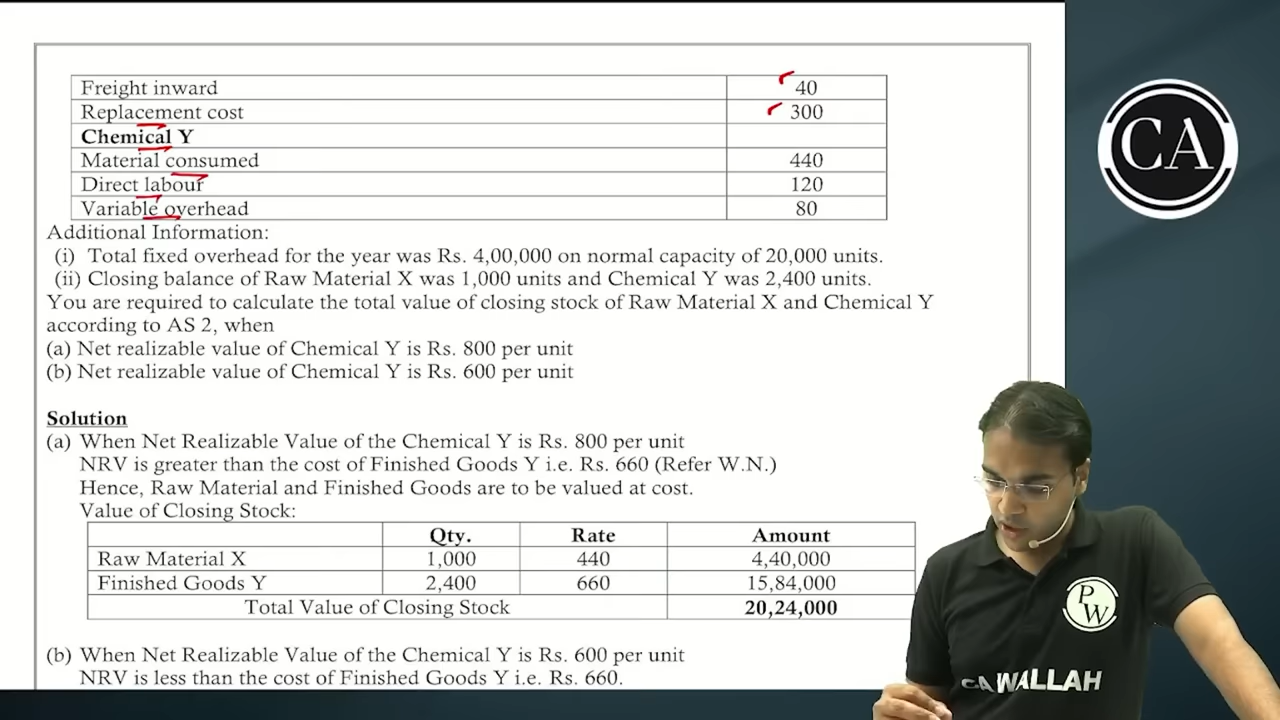 Freight inward 40
Replacement cost 300
Chemical Y
Material consumed 440
Direct labour 120
Variable overhead 80
Additional Information:
(i) Total fixed overhead for the year was Rs. 4,00,000 on normal capacity of 20,000 units.
(ii) Closing balance of Raw Material X was 1,000 units and Chemical Y was 2,400 units.
You are required to calculate the total value of closing stock of Raw Material X and Chemical Y
according to AS 2, when
(a) Net realizable value of Chemical Y is Rs. 800 per unit
(b) Net realizable value of Chemical Y is Rs. 600 per unit
Solution
(a) When Net Realizable Value of the Chemical Y is Rs. 800 per unit
NRV is greater than the cost of Finished Goods Y i.e. Rs. 660 (Refer W.N.)
Hence, Raw Material and Finished Goods are to be valued at cost.
Value of Closing Stock:
Qty. Rate Amount
Raw Material X 1,000 440 4,40,000
Finished Goods Y 2,400 660 15,84,000
Total Value of Closing Stock 20,24,000
(b) When Net Realizable Value of the Chemical Y is Rs. 600 per unit
NRV is less than the cost of Finished Goods Y i.e. Rs. 660.
CA
PW
CA WALLAH